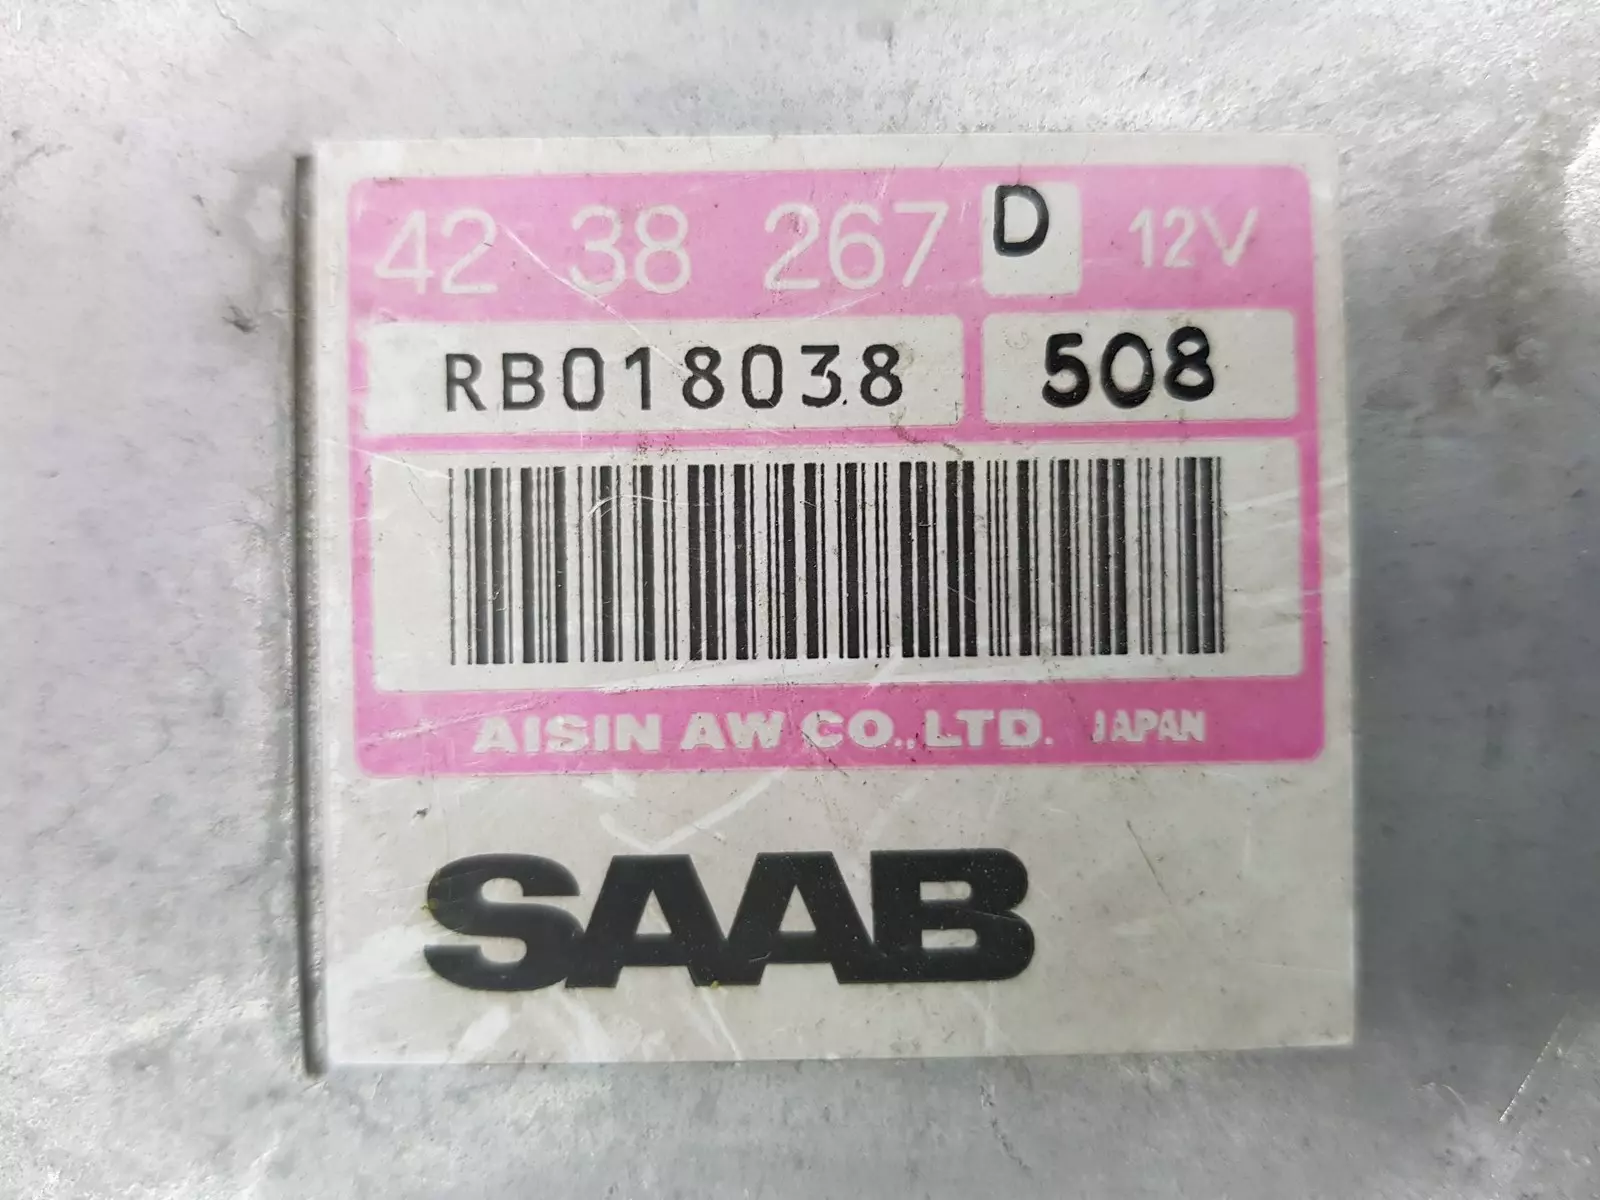 42 38 267 D 12V
RB018038 508
AISIN AW CO.,LTD. JAPAN
SAAB